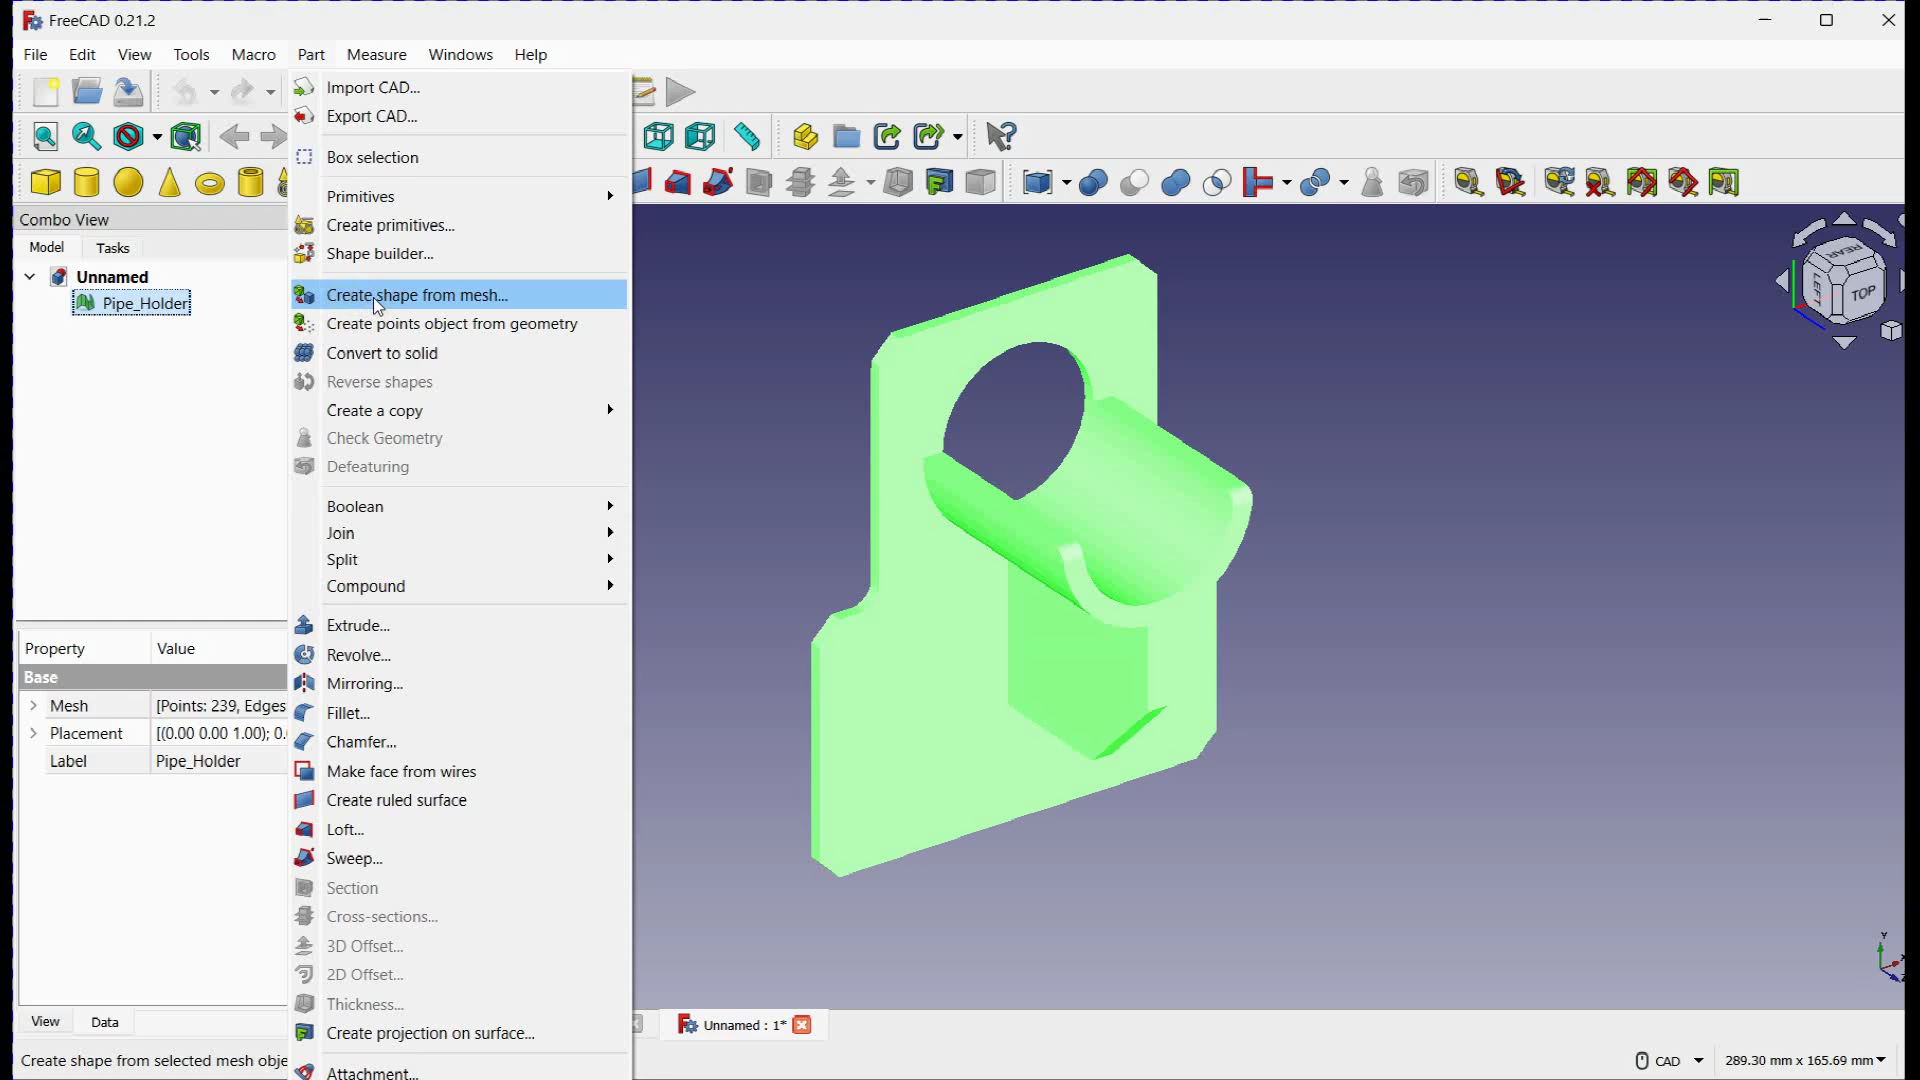 FreeCAD 0.21.2
File Edit View Tools Macro Part Measure Windows Help
Import CAD...
Export CAD...
Box selection
Primitives
Create primitives...
Shape builder...
Create shape from mesh...
Create points object from geometry
Convert to solid
Reverse shapes
Create a copy
Check Geometry
Defeaturing
Boolean
Join
Split
Compound
Extrude...
Revolve...
Mirroring...
Fillet...
Chamfer...
Make face from wires
Create ruled surface
Loft...
Sweep...
Section
Cross-sections...
3D Offset...
2D Offset...
Thickness...
Create projection on surface...
Attachment...
Combo View
Model Tasks
Unnamed
Pipe_Holder
Property Value
Base
Mesh [Points: 239, Edges
Placement [(0.00 0.00 1.00); 0.
Label Pipe_Holder
View Data
Create shape from selected mesh obje
REAR
LEFT
TOP
Y
Unnamed : 1*
CAD
289.30 mm x 165.69 mm